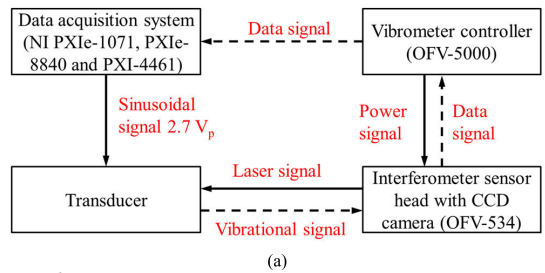 Data acquisition system
(NI PXIe-1071, PXIe-
8840 and PXI-4461)
Data signal
Vibrometer controller
(OFV-5000)
Sinusoidal
signal 2.7 Vp
Power
signal
Data
signal
Transducer
Laser signal
Vibrational signal
Interferometer sensor
head with CCD
camera (OFV-534)
(a)